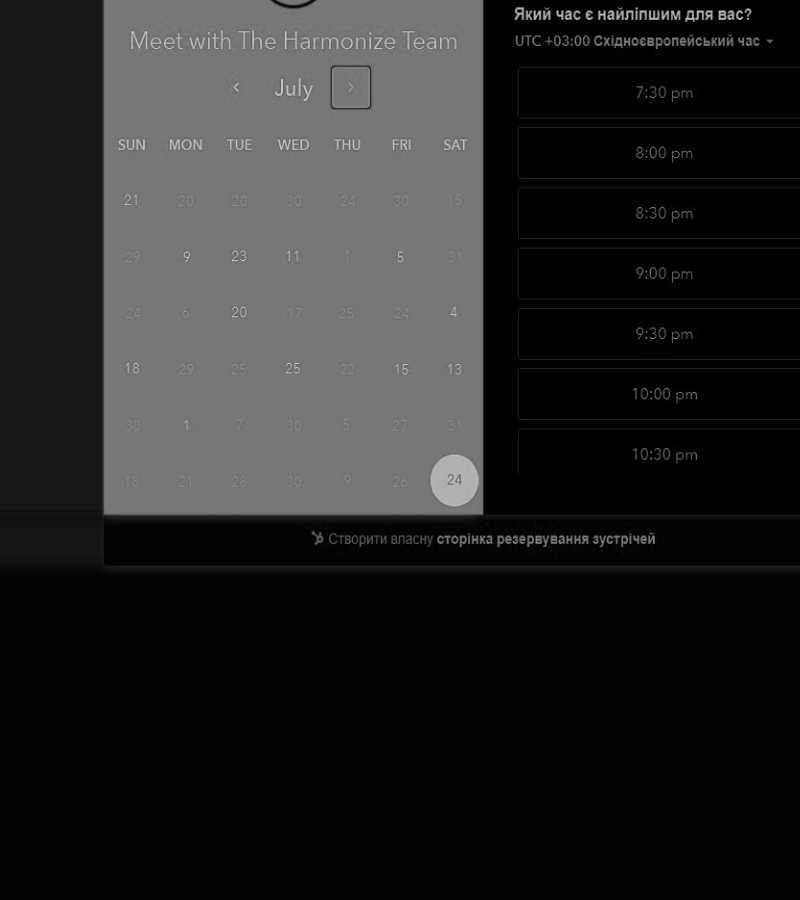 Meet with The Harmonize Team
July
SUN MON TUE WED THU FRI SAT
21 20 20 30 24 30 15
29 9 23 11 1 5 31
24 6 20 17 25 24 4
18 29 25 25 22 15 13
30 1 7 30 5 27 31
18 21 28 30 9 26 24
Який час є найліпшим для вас?
UTC +03:00 Східноєвропейський час
7:30 pm
8:00 pm
8:30 pm
9:00 pm
9:30 pm
10:00 pm
10:30 pm
Створити власну сторінка резервування зустрічей